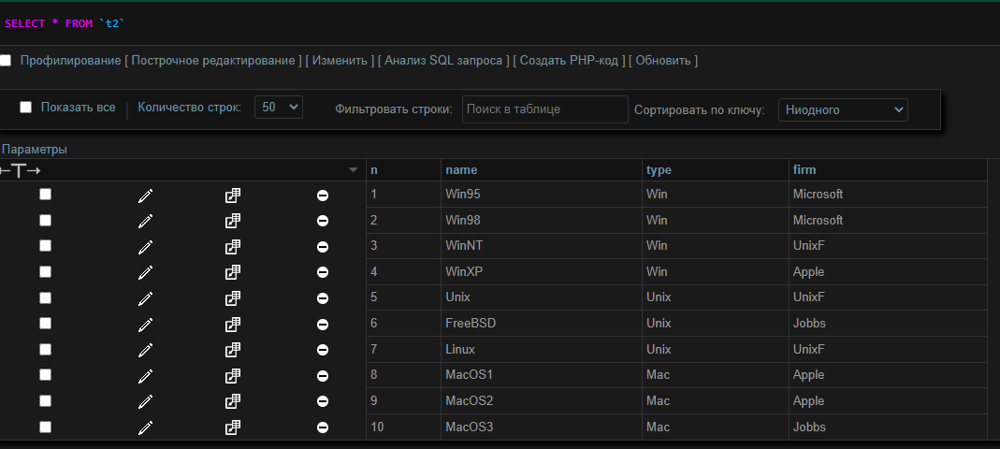 SELECT * FROM `t2`
Профилирование [ Построчное редактирование ] [ Изменить ] [ Анализ SQL запроса ] [ Создать PHP-код ] [ Обновить ]
Показать все Количество строк: 50 Фильтровать строки: Поиск в таблице Сортировать по ключу: Ниодного
Параметры
←T→ n name type firm
1 Win95 Win Microsoft
2 Win98 Win Microsoft
3 WinNT Win UnixF
4 WinXP Win Apple
5 Unix Unix UnixF
6 FreeBSD Unix Jobbs
7 Linux Unix UnixF
8 MacOS1 Mac Apple
9 MacOS2 Mac Apple
10 MacOS3 Mac Jobbs